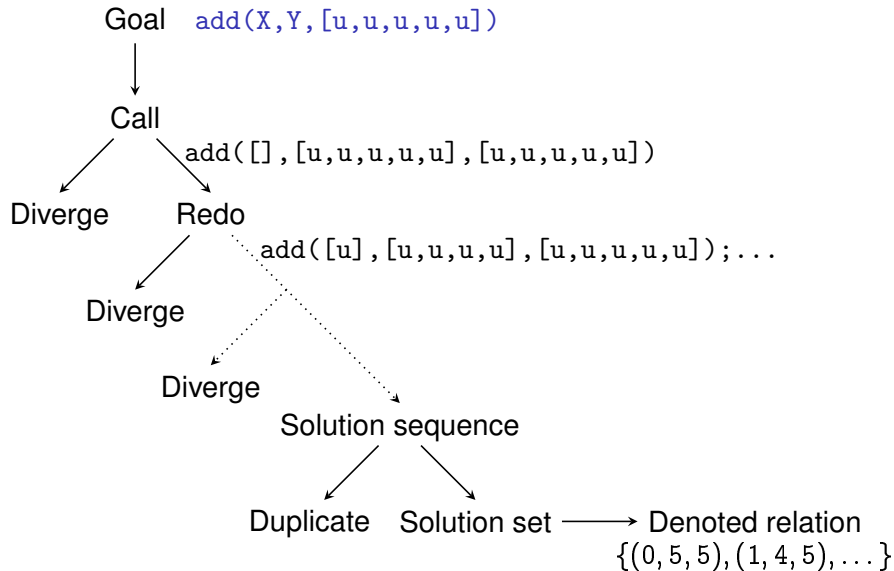 Goal add(X,Y,[u,u,u,u,u])
Call
add([],[u,u,u,u,u],[u,u,u,u,u])
Diverge Redo
add([u],[u,u,u,u],[u,u,u,u,u]);...
Diverge
Diverge
Solution sequence
Duplicate Solution set Denoted relation
{(0, 5, 5), (1, 4, 5), . . . }